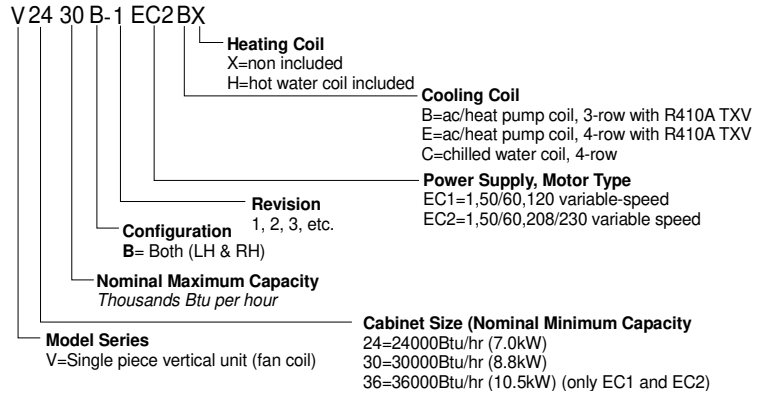 V 24 30 B-1 EC2 BX
Heating Coil
X=non included
H=hot water coil included
Cooling Coil
B=ac/heat pump coil, 3-row with R410A TXV
E=ac/heat pump coil, 4-row with R410A TXV
C=chilled water coil, 4-row
Power Supply, Motor Type
EC1=1,50/60,120 variable-speed
EC2=1,50/60,208/230 variable speed
Revision
1, 2, 3, etc.
Configuration
B= Both (LH & RH)
Nominal Maximum Capacity
Thousands Btu per hour
Cabinet Size (Nominal Minimum Capacity
24=24000Btu/hr (7.0kW)
30=30000Btu/hr (8.8kW)
36=36000Btu/hr (10.5kW) (only EC1 and EC2)
Model Series
V=Single piece vertical unit (fan coil)